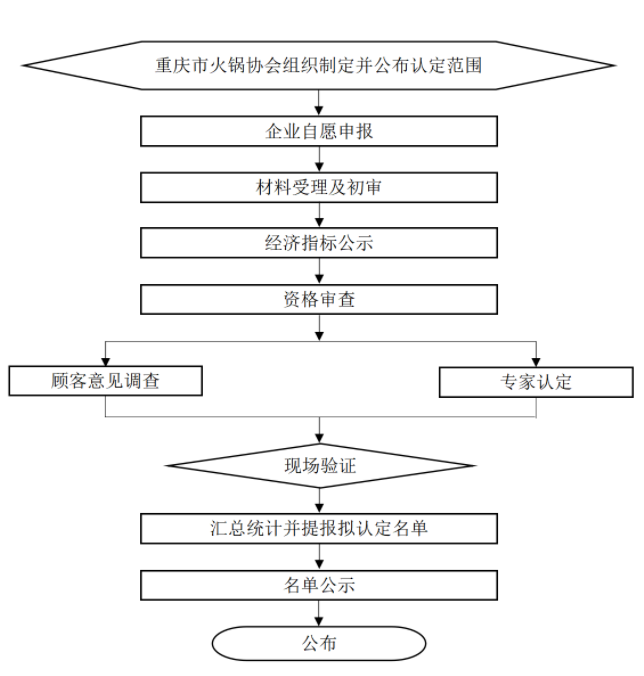 重庆市火锅协会组织制定并公布认定范围
企业自愿申报
材料受理及初审
经济指标公示
资格审查
顾客意见调查
专家认定
现场验证
汇总统计并提报拟认定名单
名单公示
公布